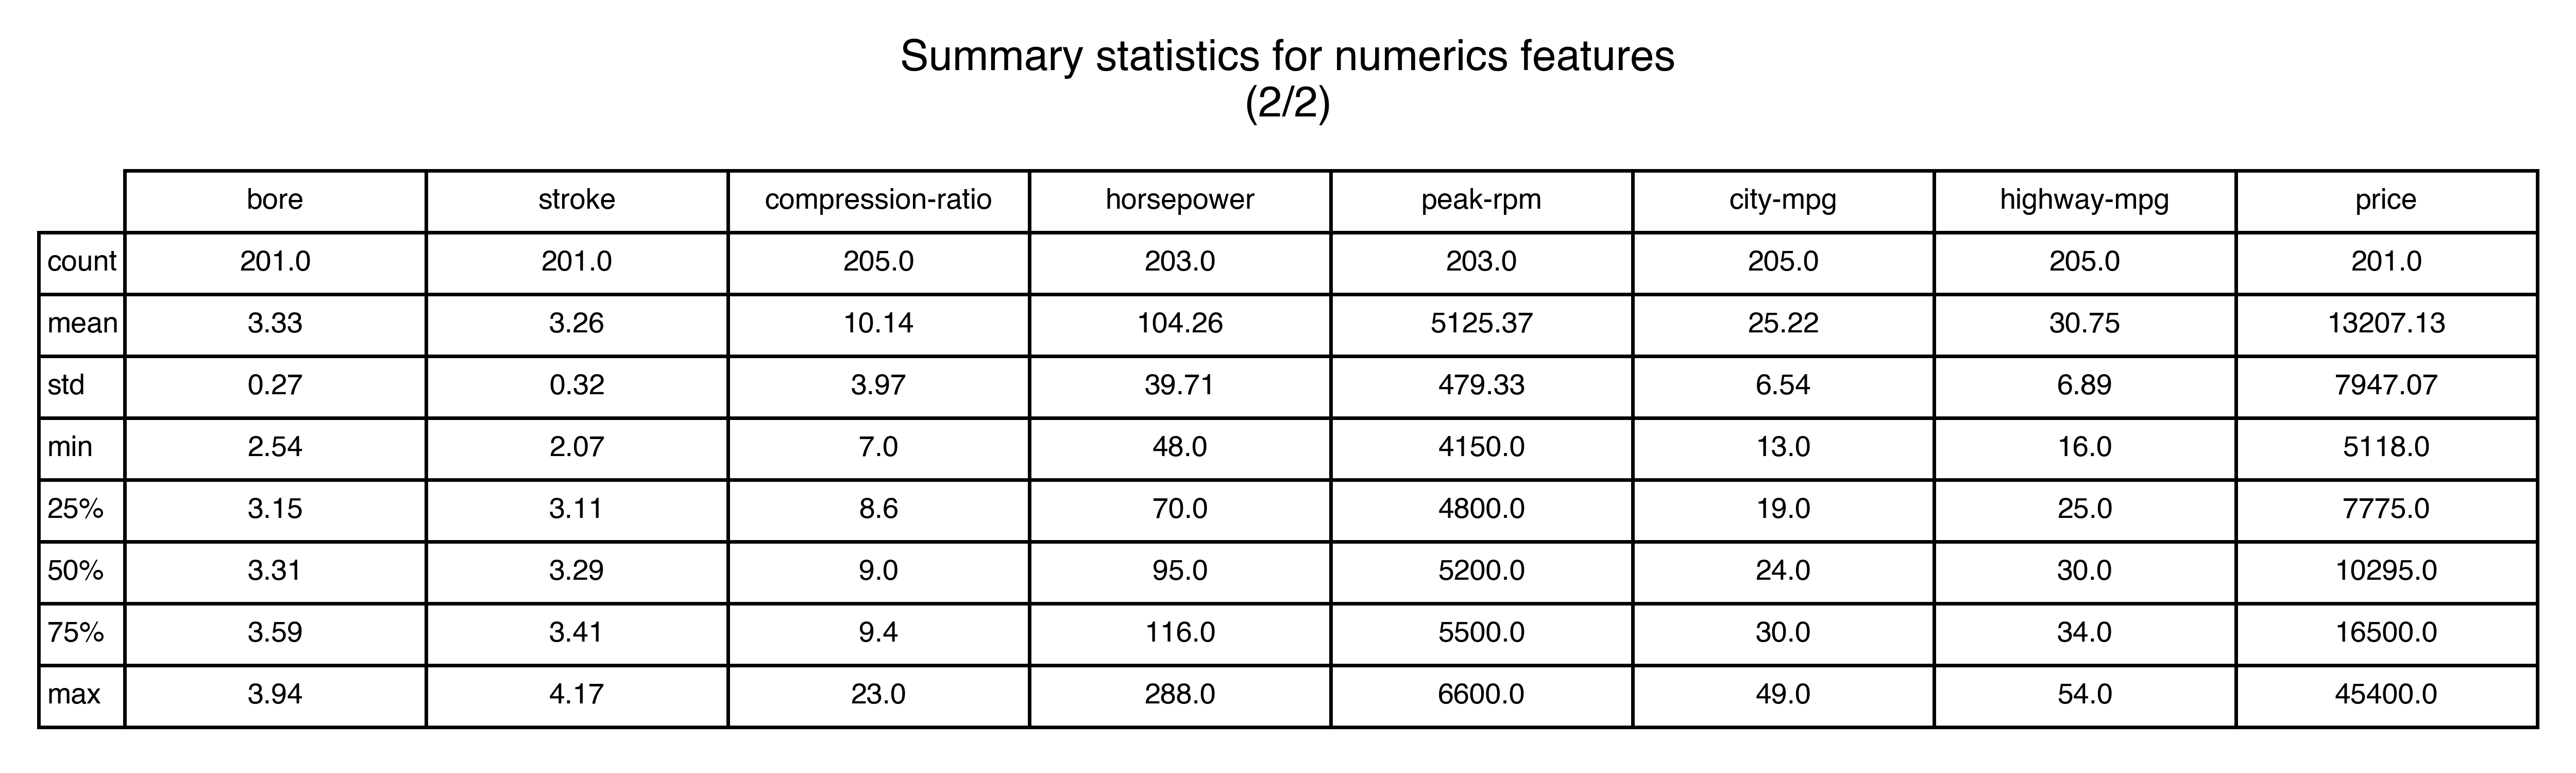 Summary statistics for numerics features
(2/2)
bore stroke compression-ratio horsepower peak-rpm city-mpg highway-mpg price
count 201.0 201.0 205.0 203.0 203.0 205.0 205.0 201.0
mean 3.33 3.26 10.14 104.26 5125.37 25.22 30.75 13207.13
std 0.27 0.32 3.97 39.71 479.33 6.54 6.89 7947.07
min 2.54 2.07 7.0 48.0 4150.0 13.0 16.0 5118.0
25% 3.15 3.11 8.6 70.0 4800.0 19.0 25.0 7775.0
50% 3.31 3.29 9.0 95.0 5200.0 24.0 30.0 10295.0
75% 3.59 3.41 9.4 116.0 5500.0 30.0 34.0 16500.0
max 3.94 4.17 23.0 288.0 6600.0 49.0 54.0 45400.0